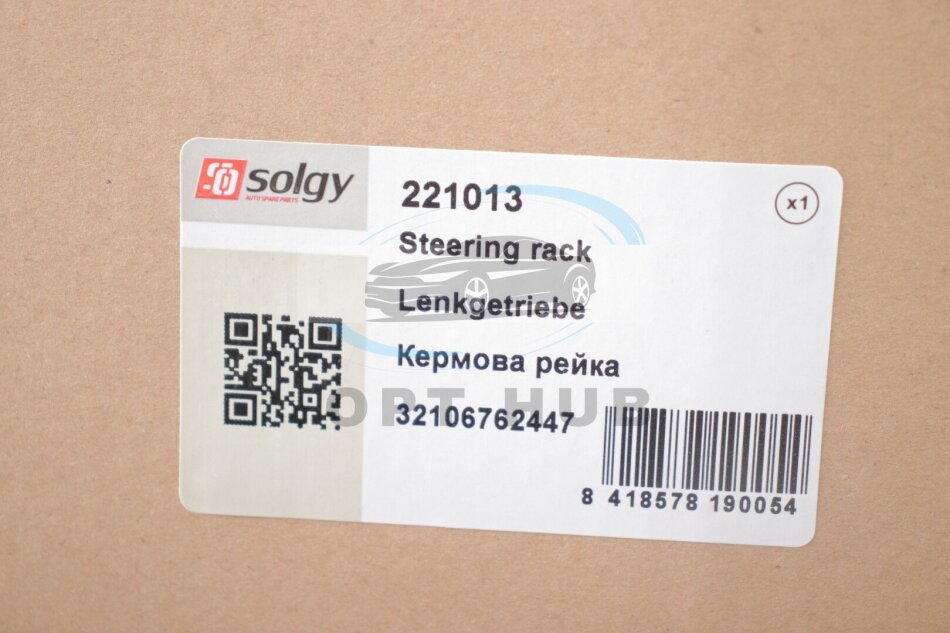 solgy
AUTO SPARE PARTS
221013
x1
Steering rack
Lenkgetriebe
Кермова рейка
OPT HUB
32106762447
8 418578 190054